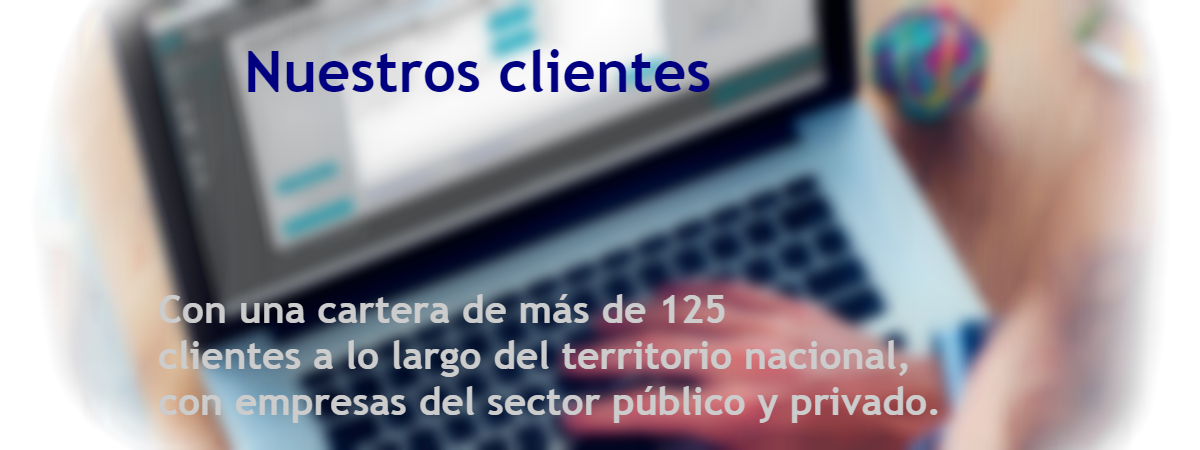 Nuestros clientes
Con una cartera de más de 125
clientes a lo largo del territorio nacional,
con empresas del sector público y privado.